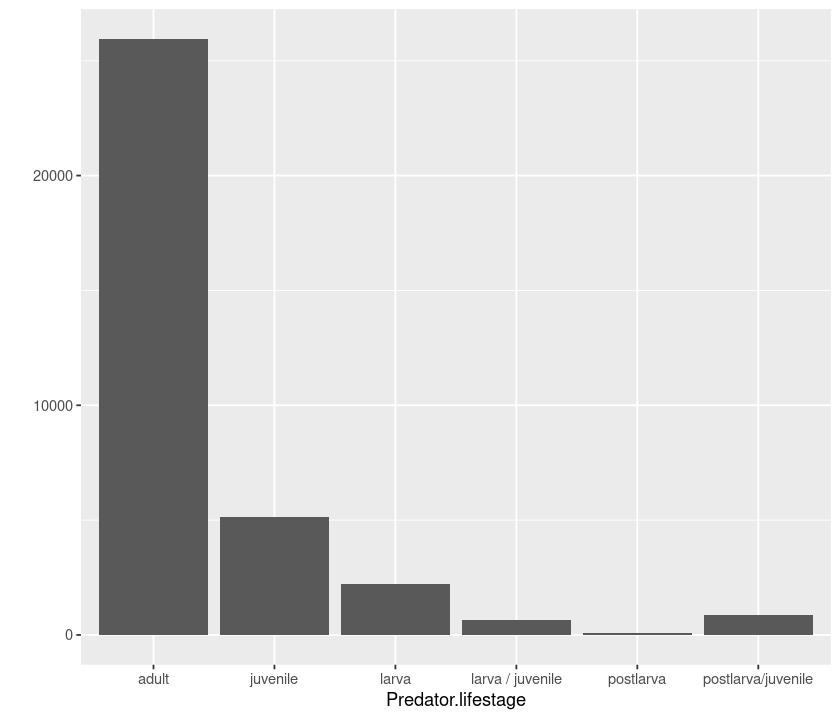 20000
10000
0
adult juvenile larva larva / juvenile postlarva postlarva/juvenile
Predator.lifestage